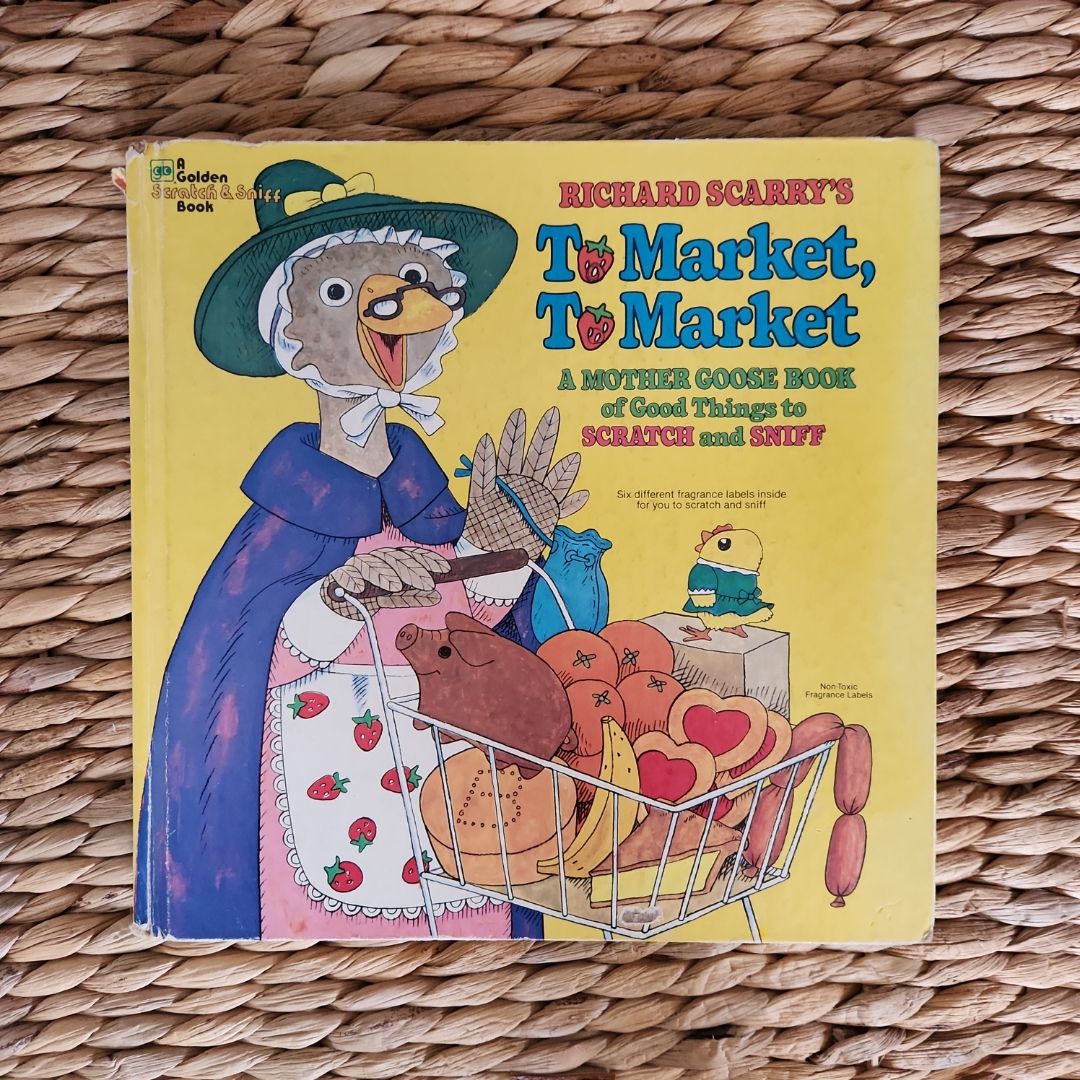 A
Golden
Scratch & Sniff
Book
RICHARD SCARRY'S
To Market,
To Market
A MOTHER GOOSE BOOK
of Good Things to
SCRATCH and SNIFF
Six different fragrance labels inside
for you to scratch and sniff
Non-Toxic
Fragrance Labels
B